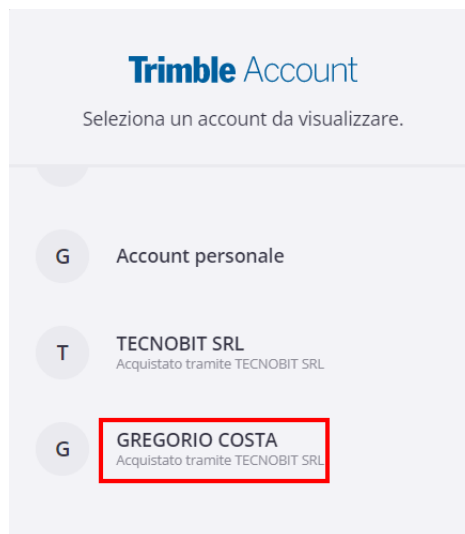 Trimble Account
Seleziona un account da visualizzare.
G
Account personale
T
TECNOBIT SRL
Acquistato tramite TECNOBIT SRL
G
GREGORIO COSTA
Acquistato tramite TECNOBIT SRL